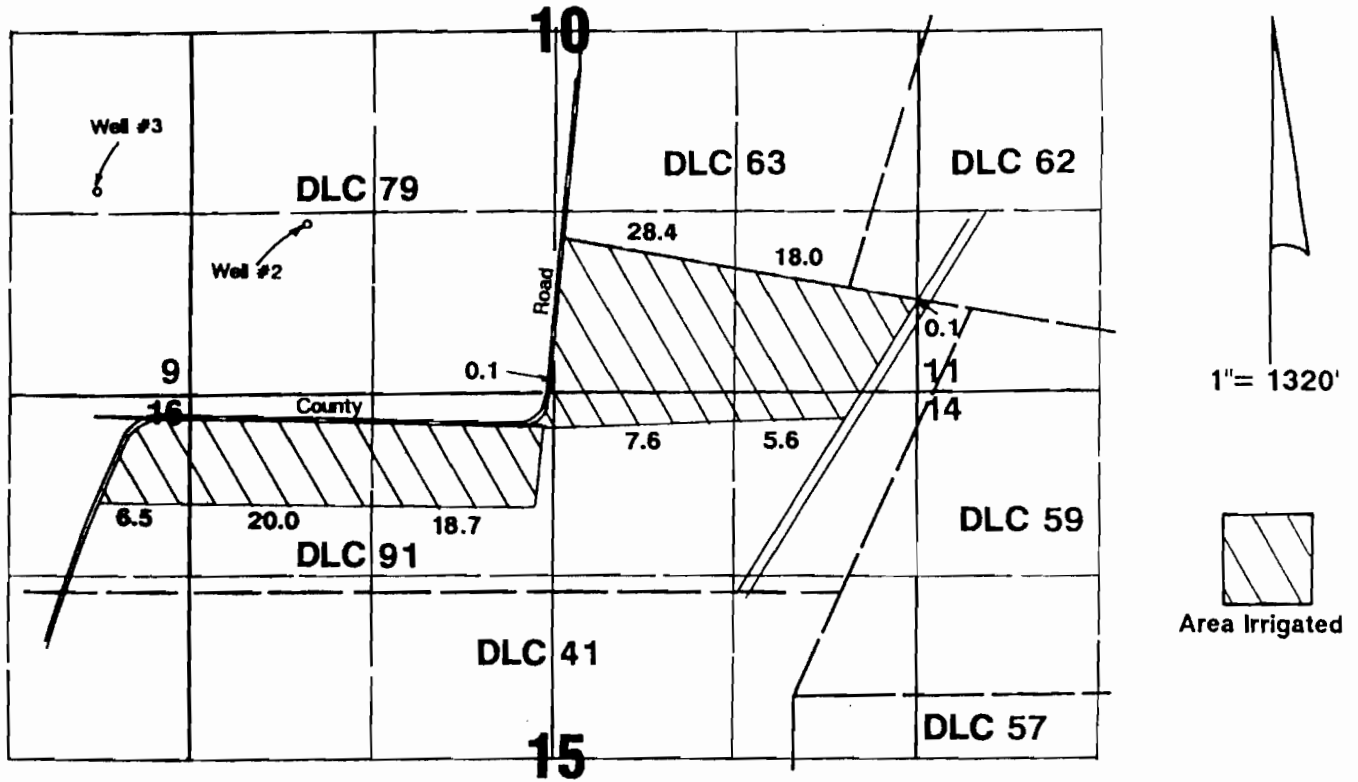 10
Well #3
DLC 63
DLC 62
DLC 79
28.4
18.0
Well #2
Road
0.1
0.1
9
11
1"= 1320'
16
County
14
7.6
5.6
6.5
20.0
18.7
DLC 59
DLC 91
Area Irrigated
DLC 41
DLC 57
15